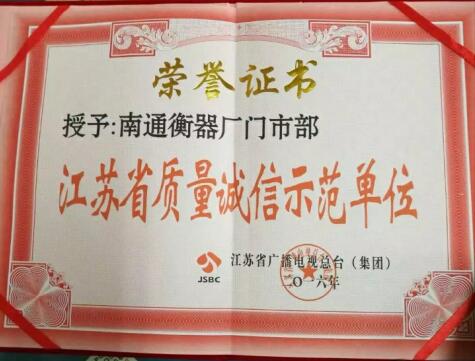 荣誉证书
授予:南通衡器厂门市部
江苏省质量诚信示范单位
JSBC
江苏省广播电视总台（集团）
二〇一六年